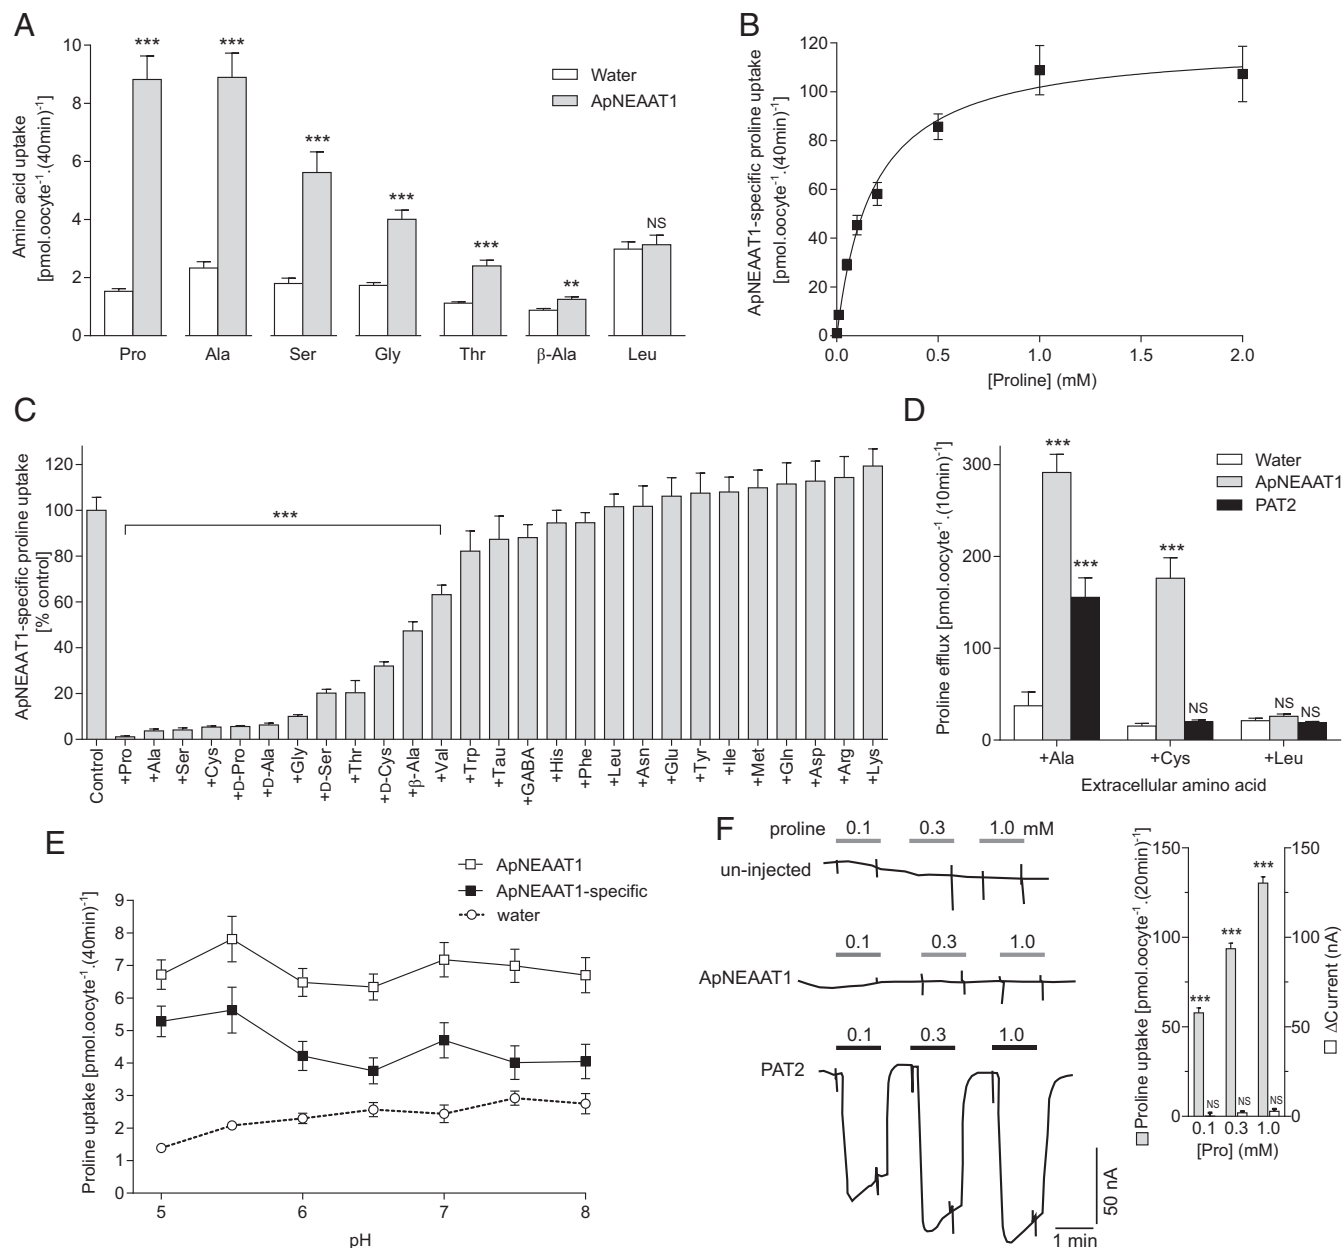 A
Amino acid uptake
[pmol.oocyte-1.(40min)-1]
10
8
6
4
2
0
*** *** *** *** *** ** NS
Water
ApNEAAT1
Pro Ala Ser Gly Thr β-Ala Leu
B
ApNEAAT1-specific proline uptake
[pmol.oocyte-1.(40min)-1]
120
100
80
60
40
20
0
0.0 0.5 1.0 1.5 2.0
[Proline] (mM)
C
ApNEAAT1-specific proline uptake
[% control]
120
100
80
60
40
20
0
***
Control +Pro +Ala +Ser +Cys +D-Pro +D-Ala +Gly +D-Ser +Thr +D-Cys +β-Ala +Val +Trp +Tau +GABA +His +Phe +Leu +Asn +Glu +Tyr +Ile +Met +Gln +Asp +Arg +Lys
D
Proline efflux [pmol.oocyte-1.(10min)-1]
300
200
100
0
*** *** *** NS NS NS
Water
ApNEAAT1
PAT2
+Ala +Cys +Leu
Extracellular amino acid
E
Proline uptake [pmol.oocyte-1.(40min)-1]
9
8
7
6
5
4
3
2
1
0
ApNEAAT1
ApNEAAT1-specific
water
5 6 7 8
pH
F
proline 0.1 0.3 1.0 mM
un-injected
0.1 0.3 1.0
ApNEAAT1
0.1 0.3 1.0
PAT2
50 nA
1 min
Proline uptake [pmol.oocyte-1.(20min)-1]
150
100
50
0
*** NS *** NS *** NS
150
100
50
0
ΔCurrent (nA)
0.1 0.3 1.0
[Pro] (mM)